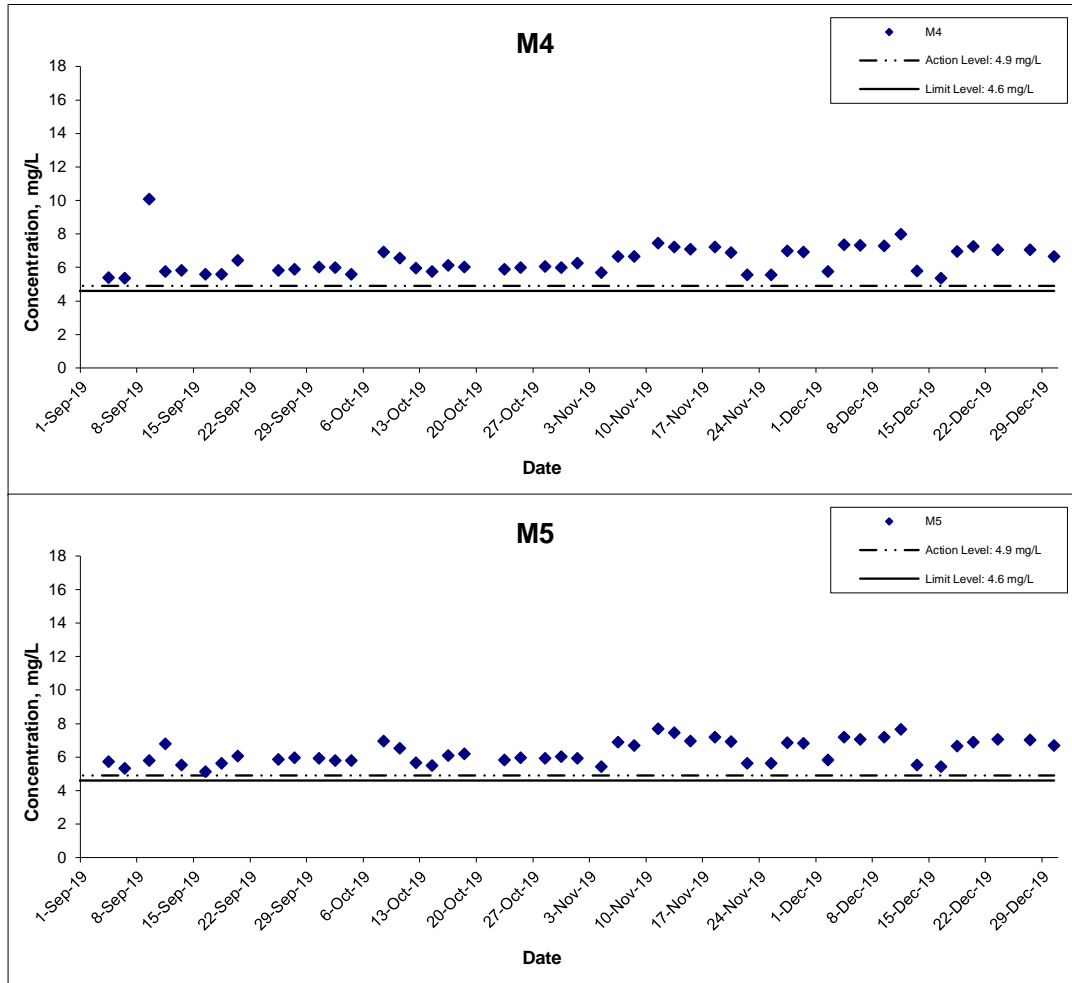 M4
M4
Action Level: 4.9 mg/L
Limit Level: 4.6 mg/L
18
16
14
12
10
8
6
4
2
0
Concentration, mg/L
1-Sep-19
8-Sep-19
15-Sep-19
22-Sep-19
29-Sep-19
6-Oct-19
13-Oct-19
20-Oct-19
27-Oct-19
3-Nov-19
10-Nov-19
17-Nov-19
24-Nov-19
1-Dec-19
8-Dec-19
15-Dec-19
22-Dec-19
29-Dec-19
Date
M5
M5
Action Level: 4.9 mg/L
Limit Level: 4.6 mg/L
18
16
14
12
10
8
6
4
2
0
Concentration, mg/L
1-Sep-19
8-Sep-19
15-Sep-19
22-Sep-19
29-Sep-19
6-Oct-19
13-Oct-19
20-Oct-19
27-Oct-19
3-Nov-19
10-Nov-19
17-Nov-19
24-Nov-19
1-Dec-19
8-Dec-19
15-Dec-19
22-Dec-19
29-Dec-19
Date